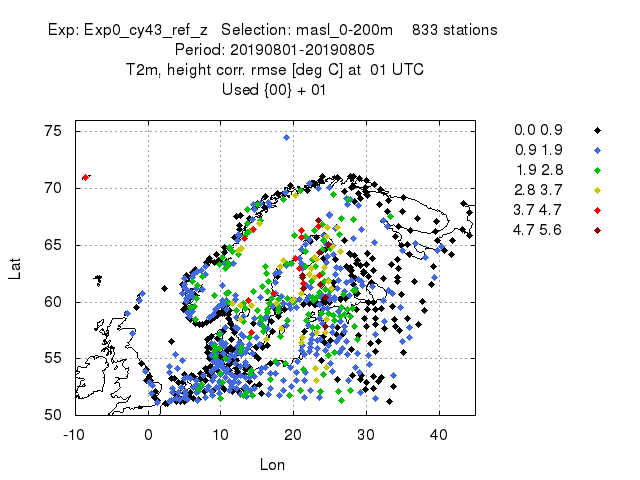 Exp: Exp0_cy43_ref_z Selection: masl_0-200m 833 stations
Period: 20190801-20190805
T2m, height corr. rmse [deg C] at 01 UTC
Used {00} + 01
75
70
65
60
55
50
-10 0 10 20 30 40
Lat
Lon
0.0 0.9
0.9 1.9
1.9 2.8
2.8 3.7
3.7 4.7
4.7 5.6